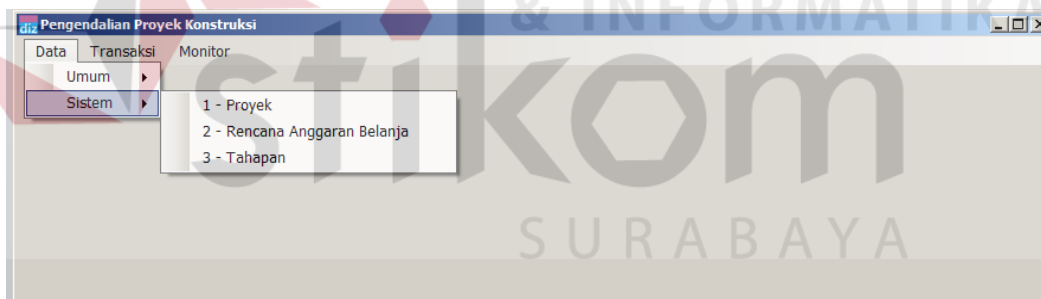 & INFORMATIKA
diz Pengendalian Proyek Konstruksi
Data Transaksi Monitor
Umum
Sistem
1 - Proyek
2 - Rencana Anggaran Belanja
3 - Tahapan
stikom
SURABAYA